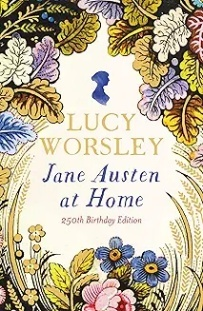 LUCY
WORSLEY
Jane Austen
at Home
250th Birthday Edition